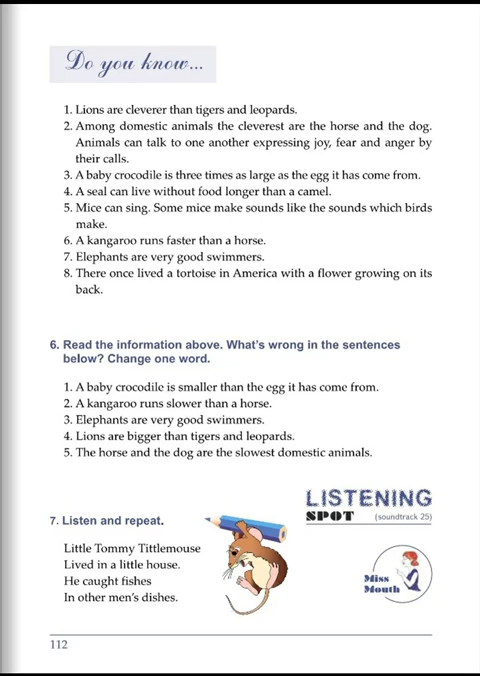 Do you know...
1. Lions are cleverer than tigers and leopards.
2. Among domestic animals the cleverest are the horse and the dog.
Animals can talk to one another expressing joy, fear and anger by
their calls.
3. A baby crocodile is three times as large as the egg it has come from.
4. A seal can live without food longer than a camel.
5. Mice can sing. Some mice make sounds like the sounds which birds
make.
6. A kangaroo runs faster than a horse.
7. Elephants are very good swimmers.
8. There once lived a tortoise in America with a flower growing on its
back.
6. Read the information above. What's wrong in the sentences
below? Change one word.
1. A baby crocodile is smaller than the egg it has come from.
2. A kangaroo runs slower than a horse.
3. Elephants are very good swimmers.
4. Lions are bigger than tigers and leopards.
5. The horse and the dog are the slowest domestic animals.
LISTENING
SPOT (soundtrack 25)
7. Listen and repeat.
Little Tommy Tittlemouse
Lived in a little house.
He caught fishes
In other men's dishes.
Miss
Mouth
112